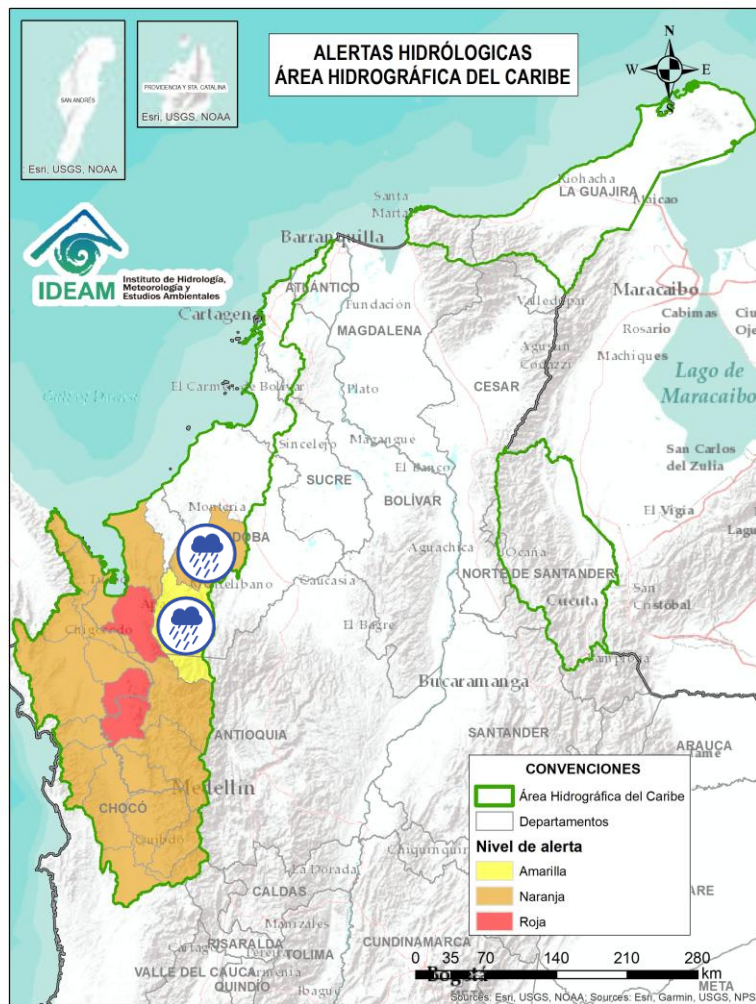 ALERTAS HIDRÓLOGICAS
ÁREA HIDROGRÁFICA DEL CARIBE
N
W E
S
SAN ANDRÉS
: Esri, USGS, NOAA
PROVIDENCIA Y STA. CATALINA
Esri, USGS, NOAA
IDEAM
Instituto de Hidrología,
Meteorología y
Estudios Ambientales
Riohacha
LA GUAJIRA
Maicao
Santa
Marta
Barranquilla
ATLÁNTICO
Fundación
Valledupar
Maracaibo
Cartagena
MAGDALENA
Cabimas
Rosario
Agustín
Codazzi
Machiques
CESAR
Lago de
Maracaibo
El Carmen de Bolívar
Plato
Sincelejo
Magangue
San Carlos
del Zulia
SUCRE
El Banco
BOLÍVAR
Montería
El Vigía
Aguachica
Ocaña
NORTE DE SANTANDER
Caucasia
Cúcuta
San
Cristóbal
Chigorodó
El Bagre
Pamplona
Bucaramanga
ANTIOQUIA
SANTANDER
ARAUCA
Medellín
CHOCÓ
Quibdó
CONVENCIONES
Área Hidrográfica del Caribe
Departamentos
Nivel de alerta
Amarilla
Naranja
Roja
La Dorada
CALDAS
Manizales
RISARALDA
TOLIMA
CUNDINAMARCA
VALLE DEL CAUCA
Armenia
QUINDÍO
Ibagué
Bogotá
0 35 70 140 210 280
km
META
Sources: Esri, USGS, NOAA; Sources: Esri, Garmin, USGS, NPS